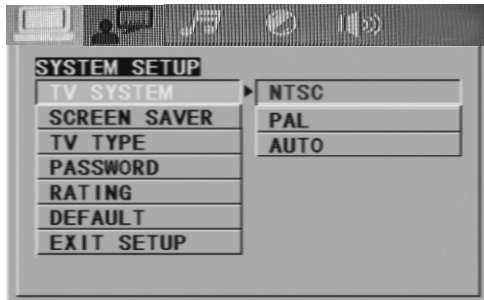 SYSTEM SETUP
TV SYSTEM
NTSC
SCREEN SAVER
PAL
TV TYPE
AUTO
PASSWORD
RATING
DEFAULT
EXIT SETUP